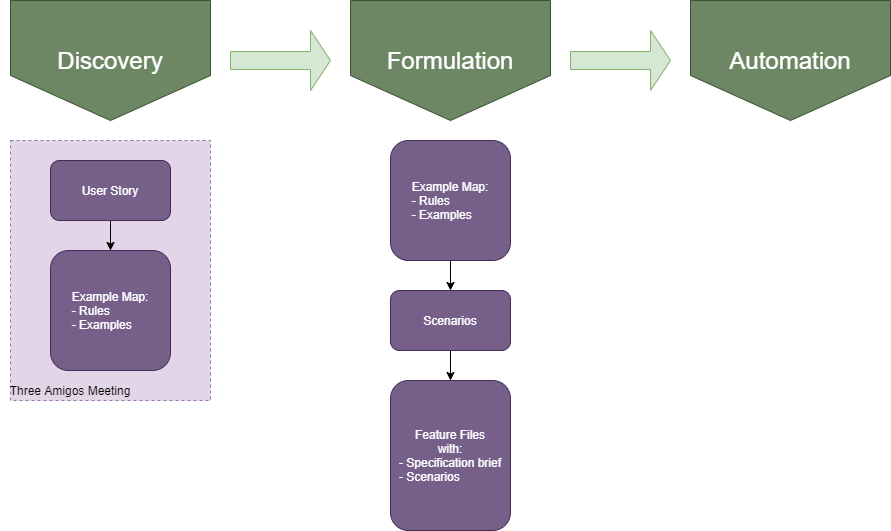 Discovery
Formulation
Automation
User Story
Example Map:
- Rules
- Examples
Three Amigos Meeting
Example Map:
- Rules
- Examples
Scenarios
Feature Files
with:
- Specification brief
- Scenarios